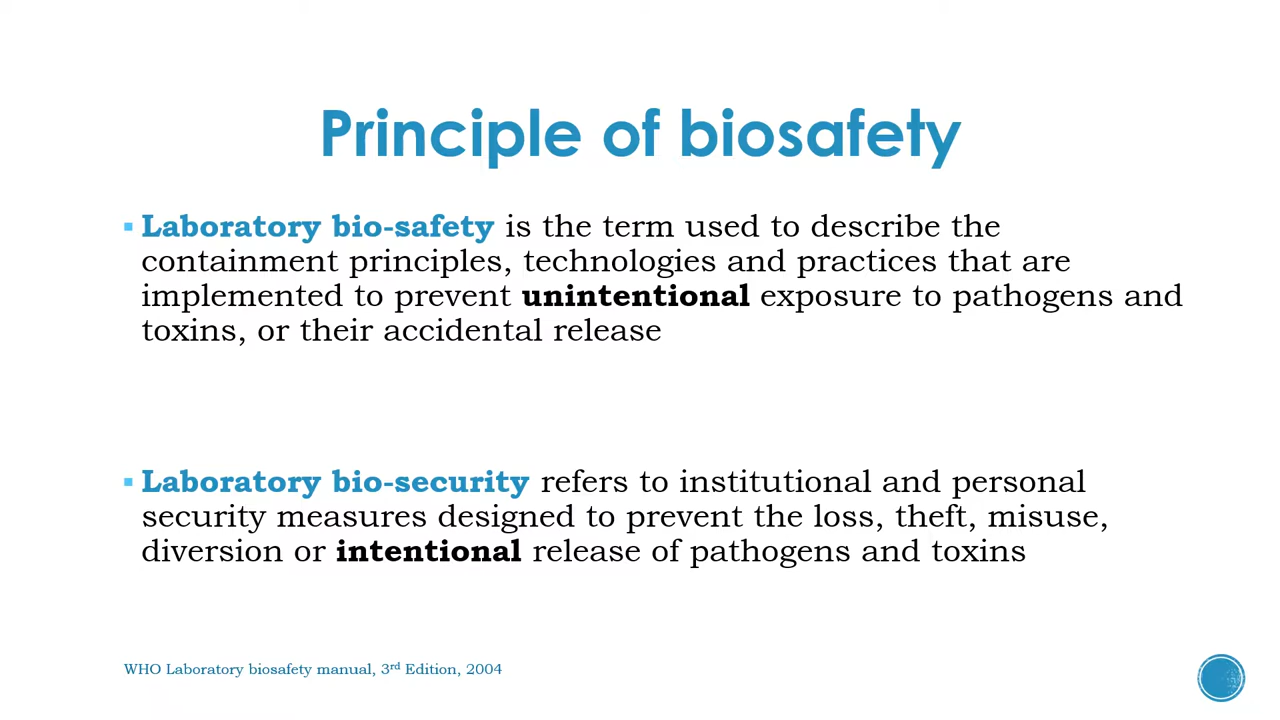 Principle of biosafety
▪ Laboratory bio-safety is the term used to describe the
containment principles, technologies and practices that are
implemented to prevent unintentional exposure to pathogens and
toxins, or their accidental release
▪ Laboratory bio-security refers to institutional and personal
security measures designed to prevent the loss, theft, misuse,
diversion or intentional release of pathogens and toxins
WHO Laboratory biosafety manual, 3rd Edition, 2004